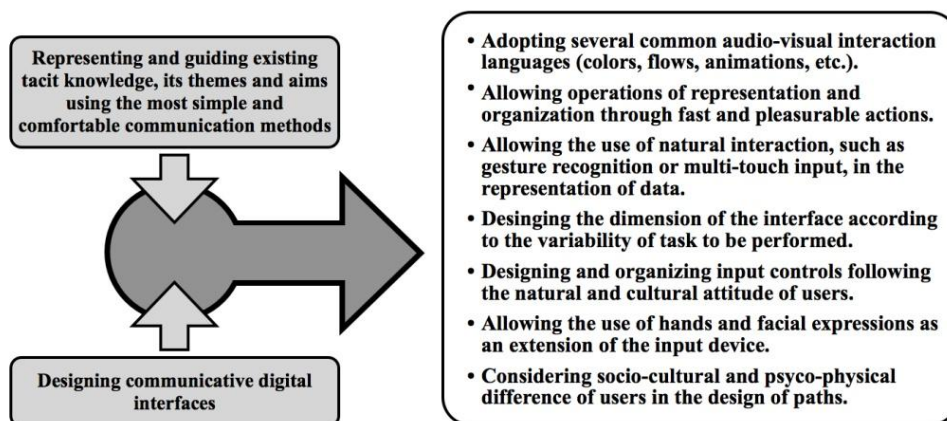 Representing and guiding existing
tacit knowledge, its themes and aims
using the most simple and
comfortable communication methods
Designing communicative digital
interfaces
• Adopting several common audio-visual interaction
languages (colors, flows, animations, etc.).
• Allowing operations of representation and
organization through fast and pleasurable actions.
• Allowing the use of natural interaction, such as
gesture recognition or multi-touch input, in the
representation of data.
• Desinging the dimension of the interface according
to the variability of task to be performed.
• Designing and organizing input controls following
the natural and cultural attitude of users.
• Allowing the use of hands and facial expressions as
an extension of the input device.
• Considering socio-cultural and psyco-physical
difference of users in the design of paths.